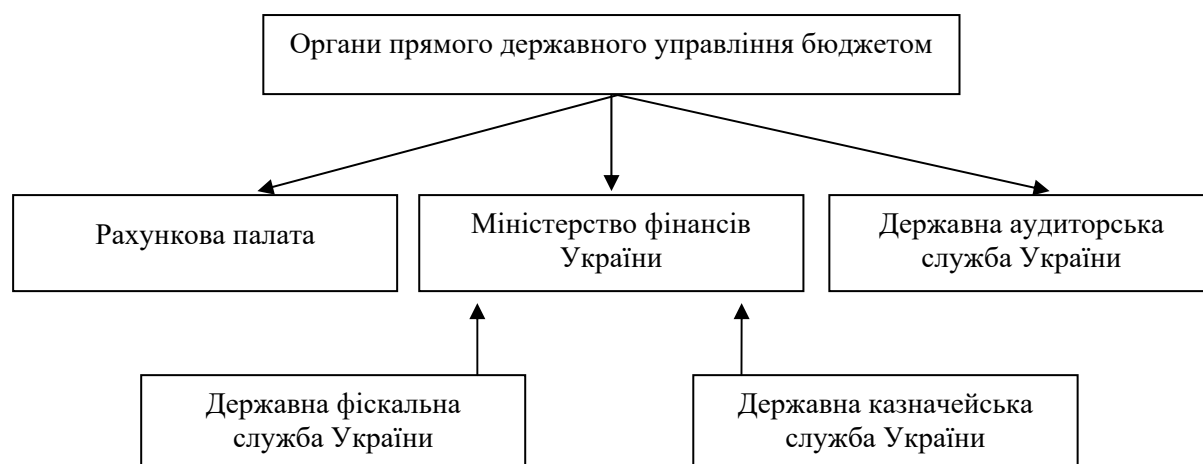 Органи прямого державного управління бюджетом
Рахункова палата
Міністерство фінансів
України
Державна аудиторська
служба України
Державна фіскальна
служба України
Державна казначейська
служба України